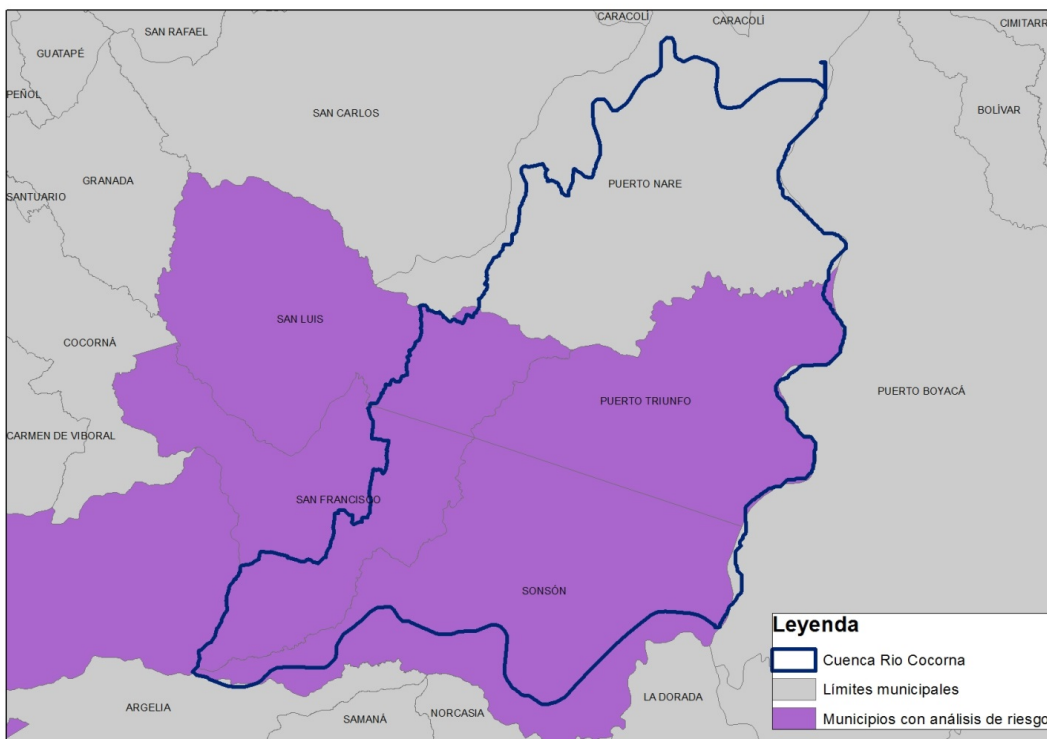 CARACOLÍ
CARACOLÍ
CIMITARR
SAN RAFAEL
GUATAPÉ
PEÑOL
SAN CARLOS
BOLÍVAR
GRANADA
PUERTO NARE
SANTUARIO
SAN LUIS
COCORNÁ
PUERTO BOYACÁ
PUERTO TRIUNFO
CARMEN DE VIBORAL
SAN FRANCISCO
SONSÓN
LA DORADA
ARGELIA
NORCASIA
SAMANÁ
Leyenda
Cuenca Rio Cocorna
Límites municipales
Municipios con análisis de riesgo